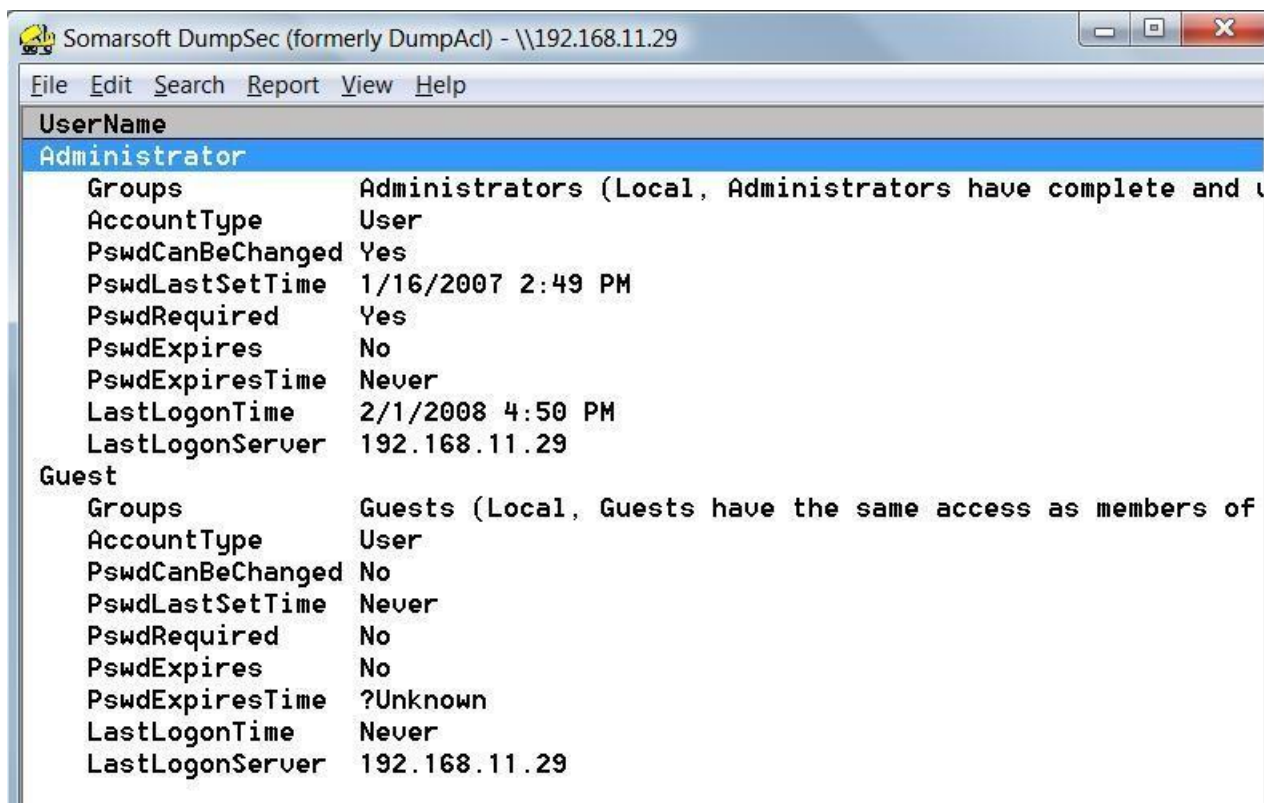 Somarsoft DumpSec (formerly DumpAcl) - \\192.168.11.29
File Edit Search Report View Help
UserName
Administrator
Groups Administrators (Local, Administrators have complete and
AccountType User
PswdCanBeChanged Yes
PswdLastSetTime 1/16/2007 2:49 PM
PswdRequired Yes
PswdExpires No
PswdExpiresTime Never
LastLogonTime 2/1/2008 4:50 PM
LastLogonServer 192.168.11.29
Guest
Groups Guests (Local, Guests have the same access as members of
AccountType User
PswdCanBeChanged No
PswdLastSetTime Never
PswdRequired No
PswdExpires No
PswdExpiresTime ?Unknown
LastLogonTime Never
LastLogonServer 192.168.11.29